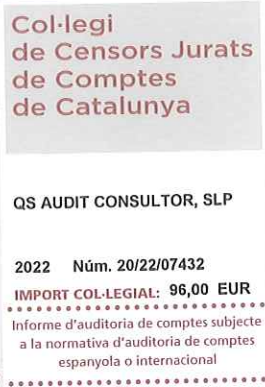 Col·legi
de Censors Jurats
de Comptes
de Catalunya
QS AUDIT CONSULTOR, SLP
2022 Núm. 20/22/07432
IMPORT COL·LEGIAL: 96,00 EUR
Informe d'auditoria de comptes subjecte
a la normativa d'auditoria de comptes
espanyola o internacional